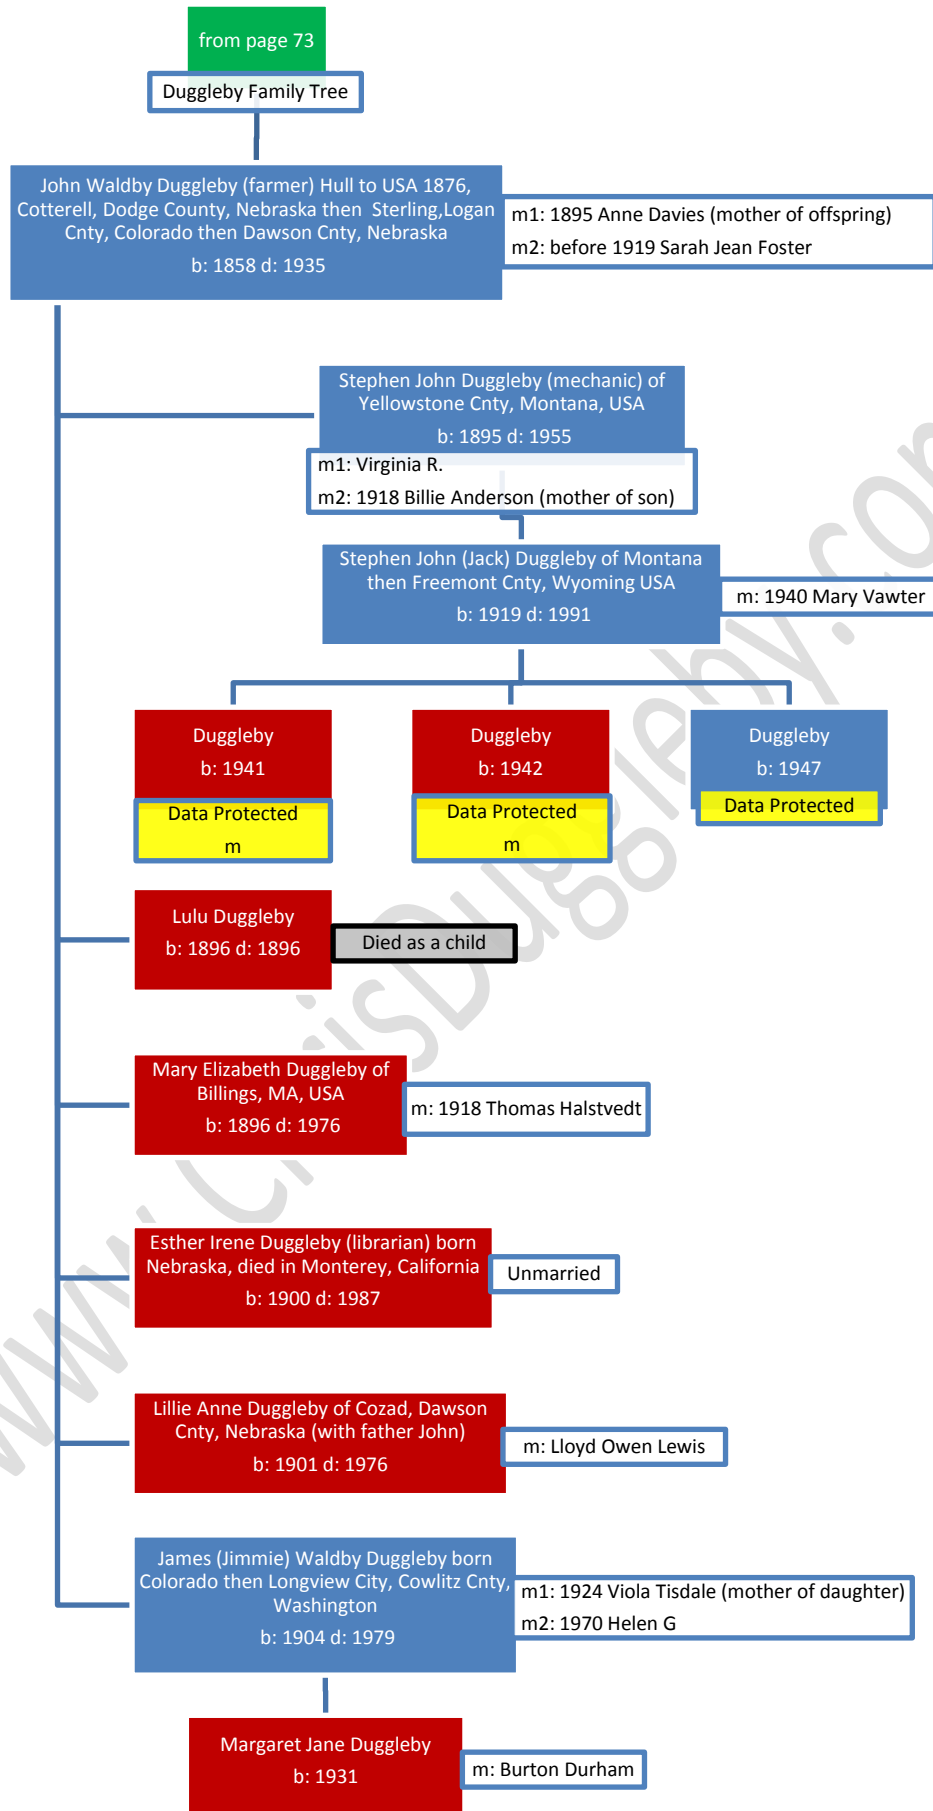 from page 73
Duggleby Family Tree
John Waldby Duggleby (farmer) Hull to USA 1876,
Cotterell, Dodge County, Nebraska then Sterling,Logan
Cnty, Colorado then Dawson Cnty, Nebraska
b: 1858 d: 1935
m1: 1895 Anne Davies (mother of offspring)
m2: before 1919 Sarah Jean Foster
Stephen John Duggleby (mechanic) of
Yellowstone Cnty, Montana, USA
b: 1895 d: 1955
m1: Virginia R.
m2: 1918 Billie Anderson (mother of son)
Stephen John (Jack) Duggleby of Montana
then Freemont Cnty, Wyoming USA
b: 1919 d: 1991
m: 1940 Mary Vawter
Duggleby
b: 1941
Data Protected
m
Duggleby
b: 1942
Data Protected
m
Duggleby
b: 1947
Data Protected
Lulu Duggleby
b: 1896 d: 1896
Died as a child
Mary Elizabeth Duggleby of
Billings, MA, USA
b: 1896 d: 1976
m: 1918 Thomas Halstvedt
Esther Irene Duggleby (librarian) born
Nebraska, died in Monterey, California
b: 1900 d: 1987
Unmarried
Lillie Anne Duggleby of Cozad, Dawson
Cnty, Nebraska (with father John)
b: 1901 d: 1976
m: Lloyd Owen Lewis
James (Jimmie) Waldby Duggleby born
Colorado then Longview City, Cowlitz Cnty,
Washington
b: 1904 d: 1979
m1: 1924 Viola Tisdale (mother of daughter)
m2: 1970 Helen G
Margaret Jane Duggleby
b: 1931
m: Burton Durham
www.ChrisDuggleby.com